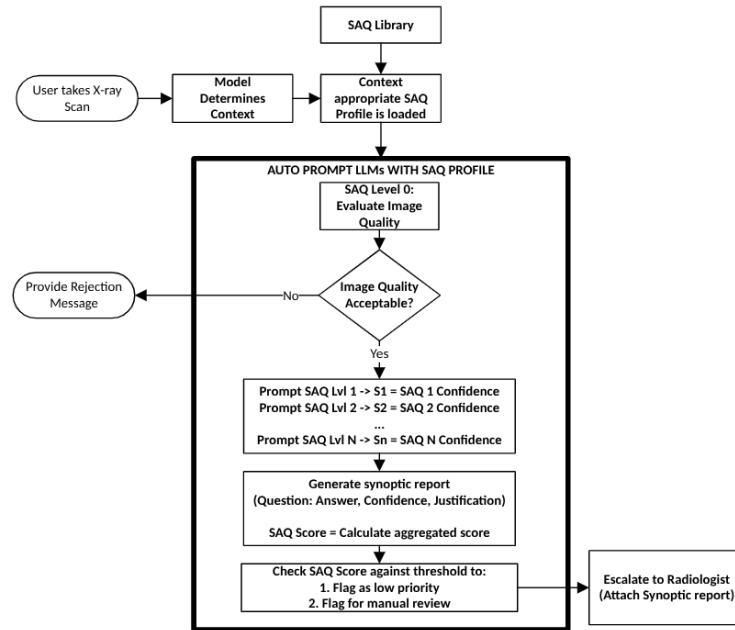 SAQ Library
User takes X-ray
Scan
Model
Determines
Context
Context
appropriate SAQ
Profile is loaded
AUTO PROMPT LLMs WITH SAQ PROFILE
SAQ Level 0:
Evaluate Image
Quality
Image Quality
Acceptable?
No
Provide Rejection
Message
Yes
Prompt SAQ Lvl 1 -> S1 = SAQ 1 Confidence
Prompt SAQ Lvl 2 -> S2 = SAQ 2 Confidence
...
Prompt SAQ Lvl N -> Sn = SAQ N Confidence
Generate synoptic report
(Question: Answer, Confidence, Justification)
SAQ Score = Calculate aggregated score
Check SAQ Score against threshold to:
1. Flag as low priority
2. Flag for manual review
Escalate to Radiologist
(Attach Synoptic report)